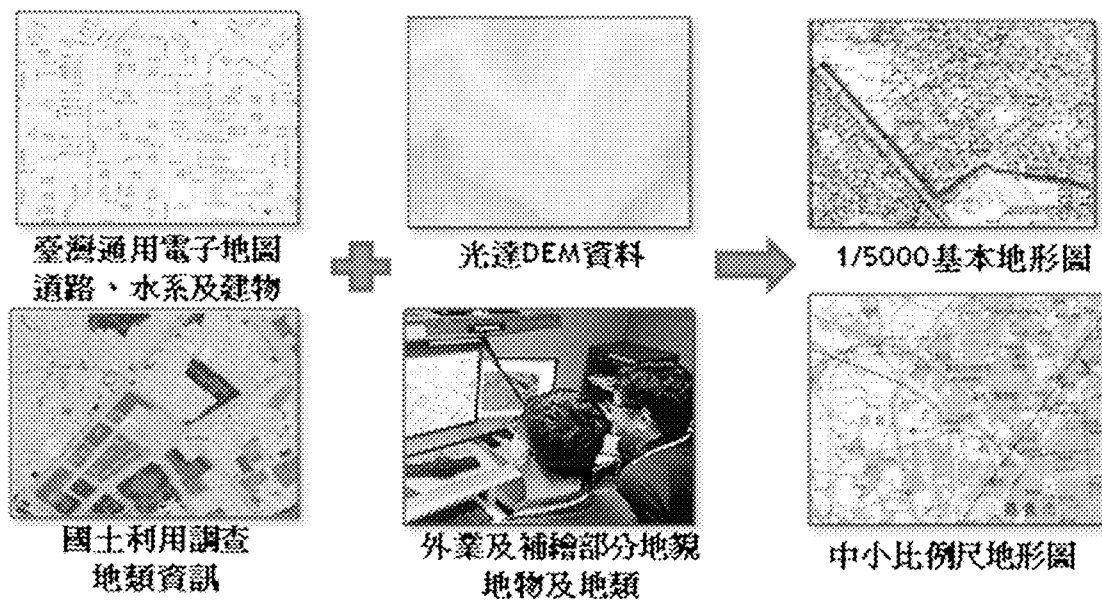 臺灣通用電子地圖
道路、水系及建物
光達DEM資料
1/5000基本地形圖
國土利用調查
地類資訊
外業及補繪部分地貌
地物及地類
中小比例尺地形圖